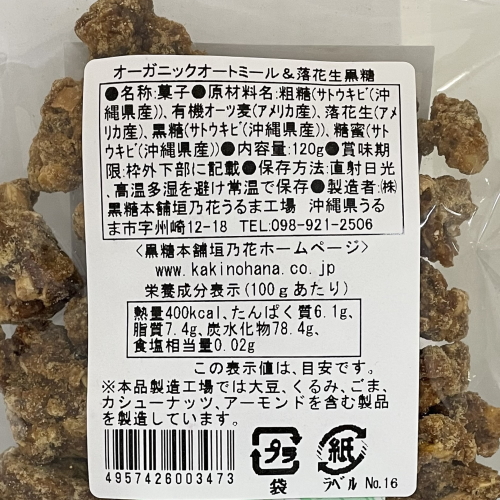 オーガニックオートミール＆落花生黒糖
●名称:菓子●原材料名:粗糖(サトウキビ(沖
縄県産))、有機オーツ麦(アメリカ産)、落花生(アメ
リカ産)、黒糖(サトウキビ(沖縄県産))、糖蜜(サト
ウキビ(沖縄県産))●内容量:120g●賞味期
限:枠外下部に記載●保存方法:直射日光
、高温多湿を避け常温で保存●製造者:㈱
黒糖本舗垣乃花うるま工場 沖縄県うる
ま市字州崎12-18 TEL:098-921-2506
＜黒糖本舗垣乃花ホームページ＞
www.kakinohana.co.jp
栄養成分表示(100gあたり)
熱量400kcal、たんぱく質6.1g、
脂質7.4g、炭水化物78.4g、
食塩相当量0.02g
この表示値は、目安です。
※本品製造工場では大豆、くるみ、ごま、
カシューナッツ、アーモンドを含む製品
を製造しています。
4957426003473
プラ
袋
紙
ラベル No.16